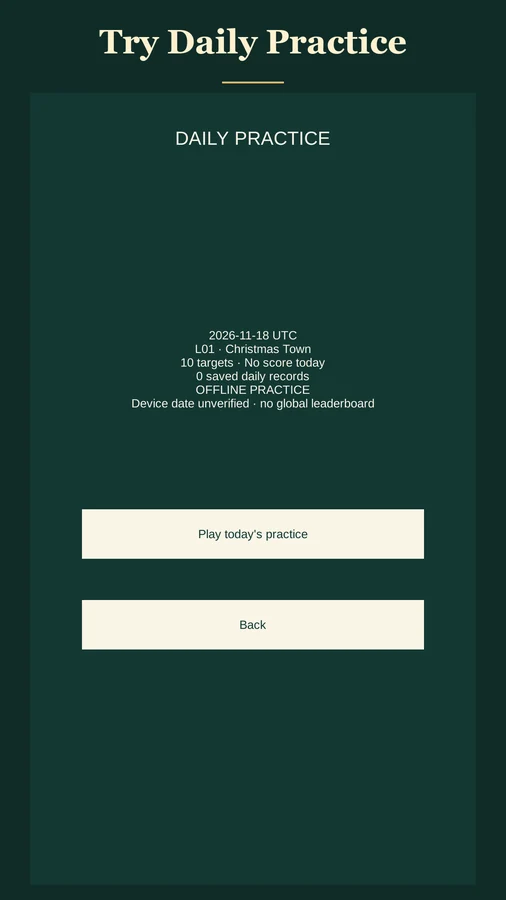 Try Daily Practice
DAILY PRACTICE
2026-11-18 UTC
L01 · Christmas Town
10 targets · No score today
0 saved daily records
OFFLINE PRACTICE
Device date unverified · no global leaderboard
Play today's practice
Back